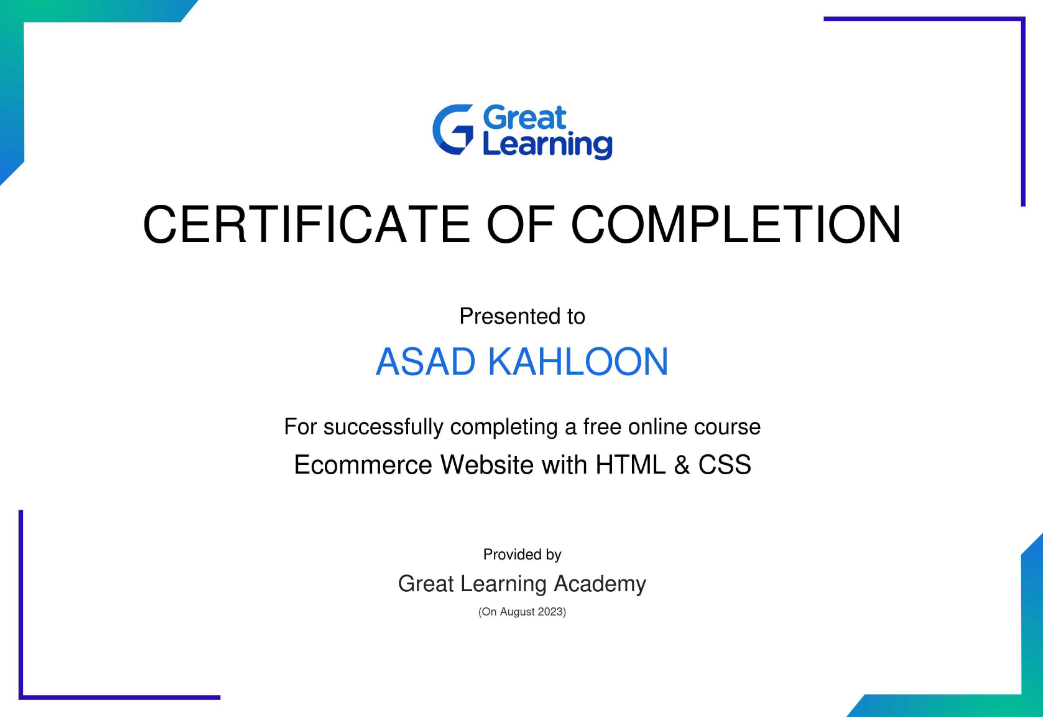 Great
Learning
CERTIFICATE OF COMPLETION
Presented to
ASAD KAHLOON
For successfully completing a free online course
Ecommerce Website with HTML & CSS
Provided by
Great Learning Academy
(On August 2023)